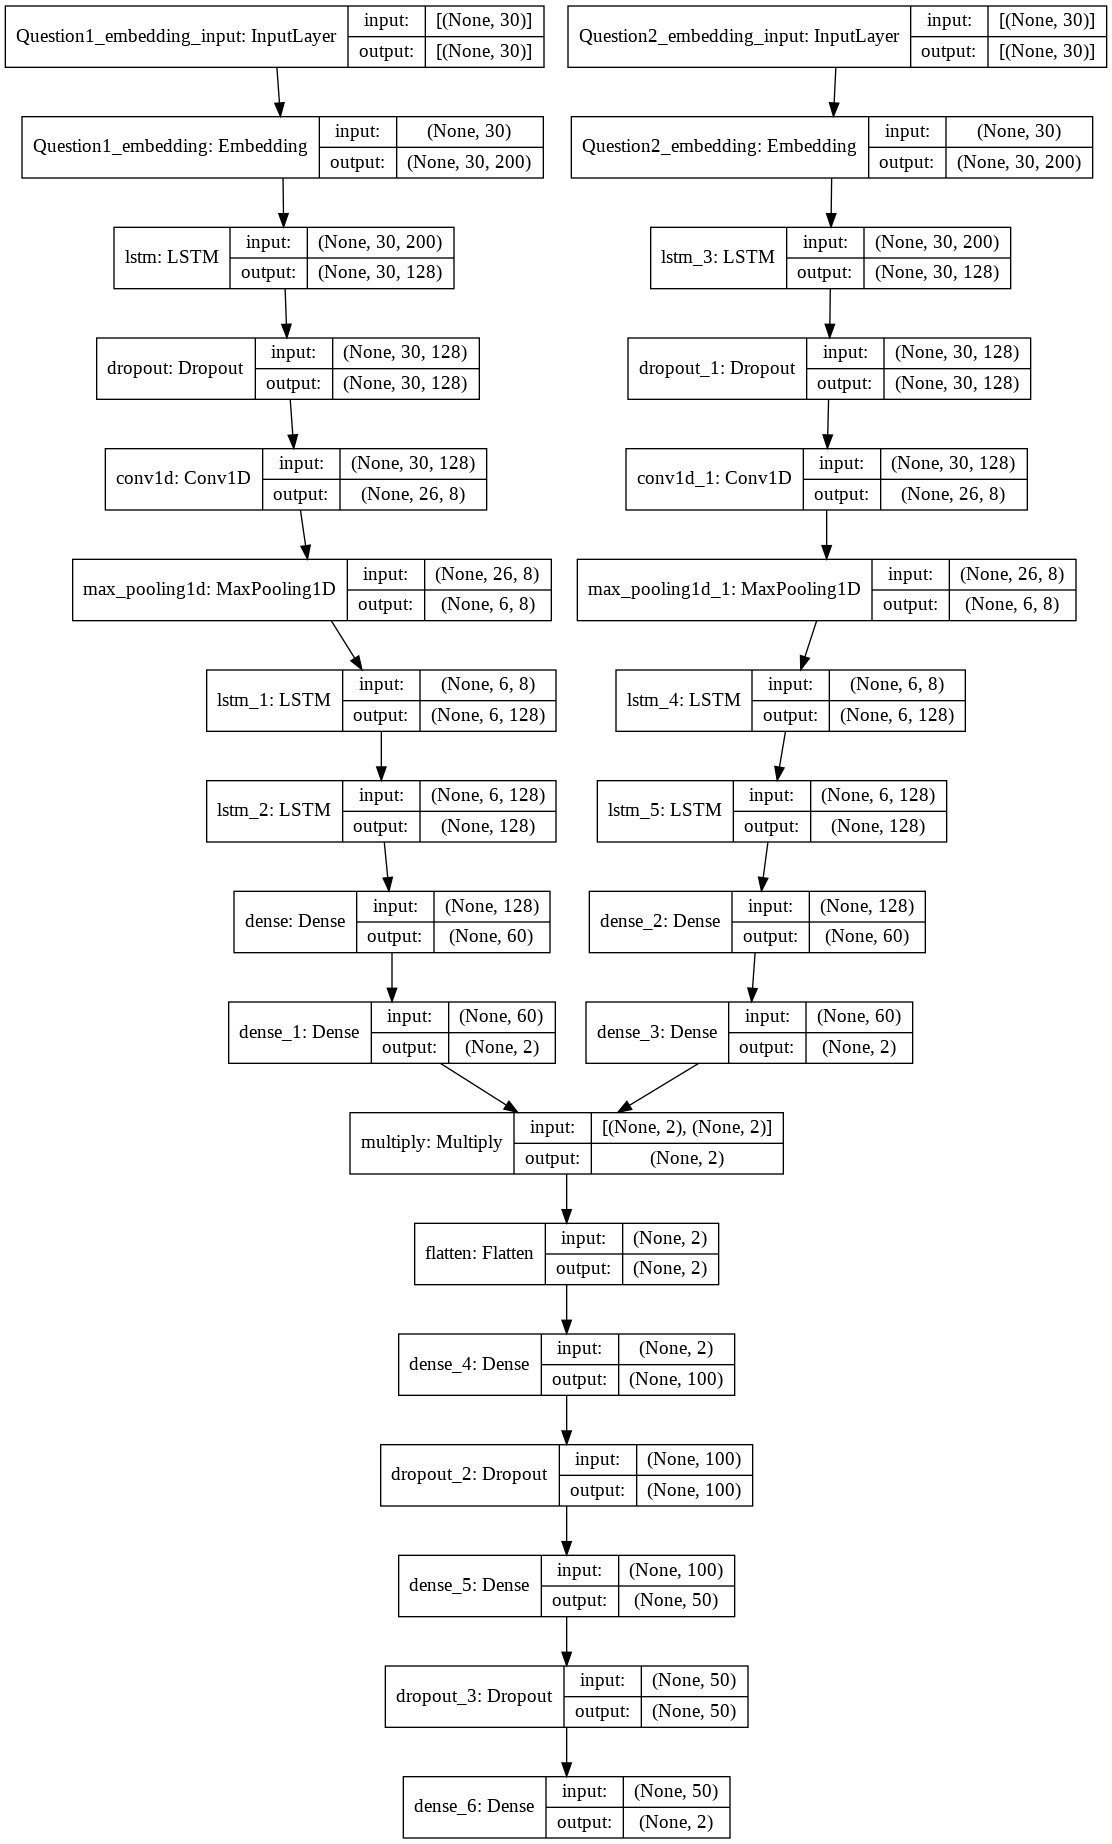 Question1_embedding_input: InputLayer
input: [(None, 30)]
output: [(None, 30)]
Question2_embedding_input: InputLayer
input: [(None, 30)]
output: [(None, 30)]
Question1_embedding: Embedding
input: (None, 30)
output: (None, 30, 200)
Question2_embedding: Embedding
input: (None, 30)
output: (None, 30, 200)
lstm: LSTM
input: (None, 30, 200)
output: (None, 30, 128)
lstm_3: LSTM
input: (None, 30, 200)
output: (None, 30, 128)
dropout: Dropout
input: (None, 30, 128)
output: (None, 30, 128)
dropout_1: Dropout
input: (None, 30, 128)
output: (None, 30, 128)
conv1d: Conv1D
input: (None, 30, 128)
output: (None, 26, 8)
conv1d_1: Conv1D
input: (None, 30, 128)
output: (None, 26, 8)
max_pooling1d: MaxPooling1D
input: (None, 26, 8)
output: (None, 6, 8)
max_pooling1d_1: MaxPooling1D
input: (None, 26, 8)
output: (None, 6, 8)
lstm_1: LSTM
input: (None, 6, 8)
output: (None, 6, 128)
lstm_4: LSTM
input: (None, 6, 8)
output: (None, 6, 128)
lstm_2: LSTM
input: (None, 6, 128)
output: (None, 128)
lstm_5: LSTM
input: (None, 6, 128)
output: (None, 128)
dense: Dense
input: (None, 128)
output: (None, 60)
dense_2: Dense
input: (None, 128)
output: (None, 60)
dense_1: Dense
input: (None, 60)
output: (None, 2)
dense_3: Dense
input: (None, 60)
output: (None, 2)
multiply: Multiply
input: [(None, 2), (None, 2)]
output: (None, 2)
flatten: Flatten
input: (None, 2)
output: (None, 2)
dense_4: Dense
input: (None, 2)
output: (None, 100)
dropout_2: Dropout
input: (None, 100)
output: (None, 100)
dense_5: Dense
input: (None, 100)
output: (None, 50)
dropout_3: Dropout
input: (None, 50)
output: (None, 50)
dense_6: Dense
input: (None, 50)
output: (None, 2)